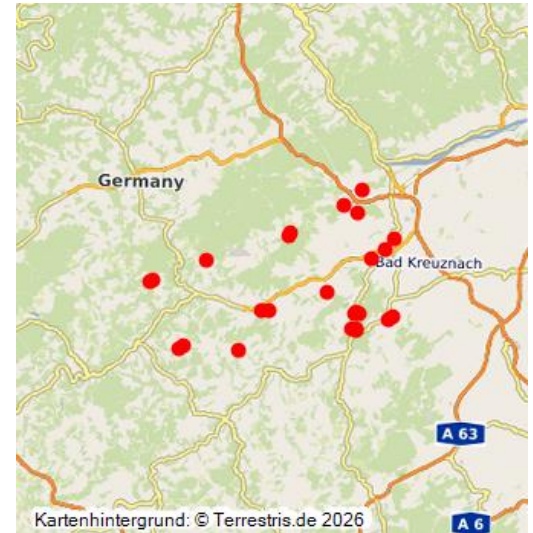 Germany
Bad Kreuznach
A 63
A 6
Kartenhintergrund: © Terrestris.de 2026